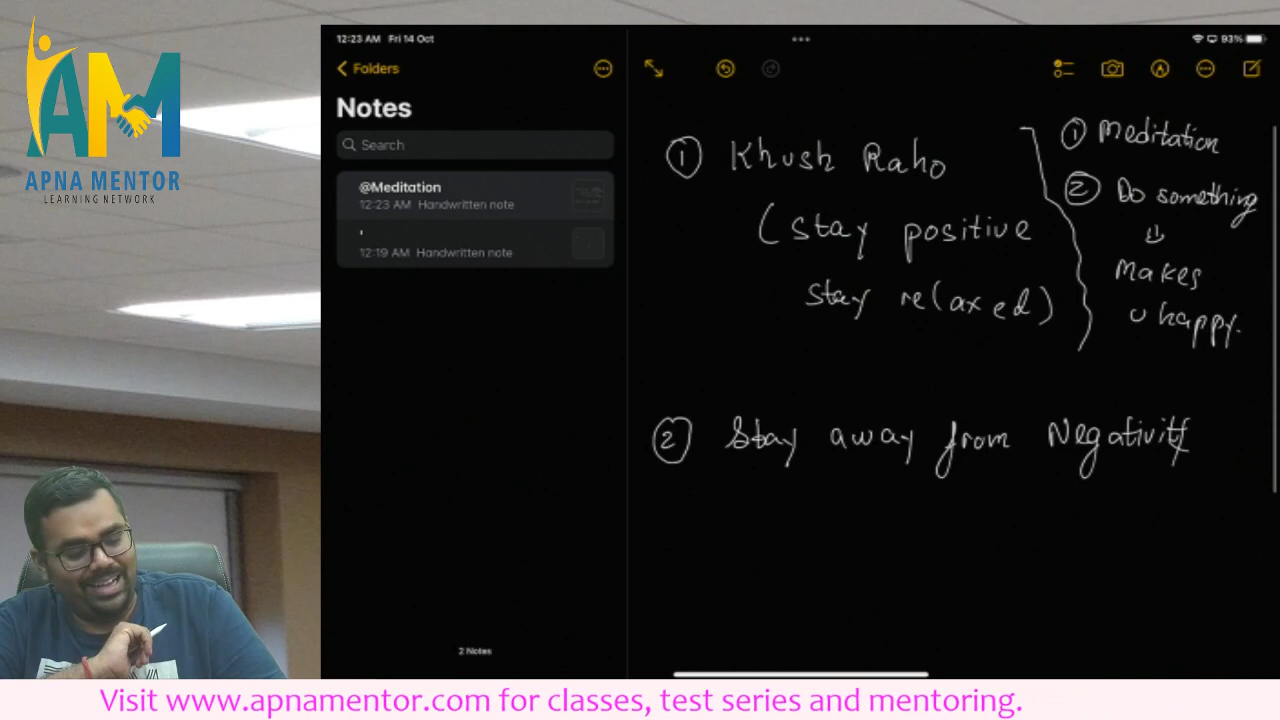 AM
APNA MENTOR
LEARNING NETWORK
12:23 AM Fri 14 Oct
93%
Folders
Notes
Search
@Meditation
12:23 AM Handwritten note
'
12:19 AM Handwritten note
2 Notes
① Khush Raho
(stay positive
stay relaxed)
① Meditation
② Do something
Makes
U happy.
② Stay away from Negativity
Visit www.apnamentor.com for classes, test series and mentoring.